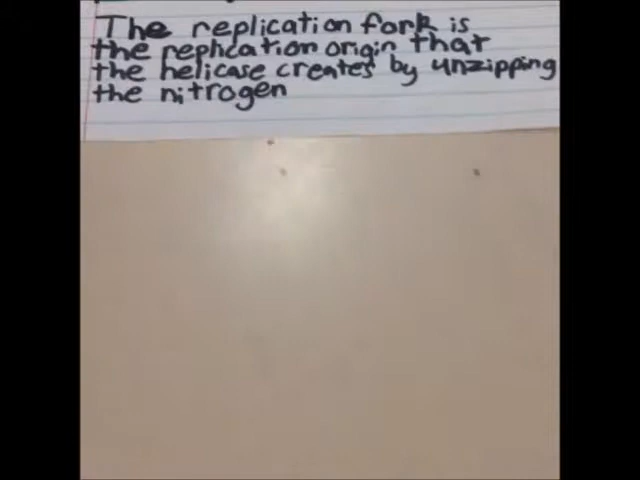 The replication fork is
the replication origin that
the helicase creates by unzipping
the nitrogen